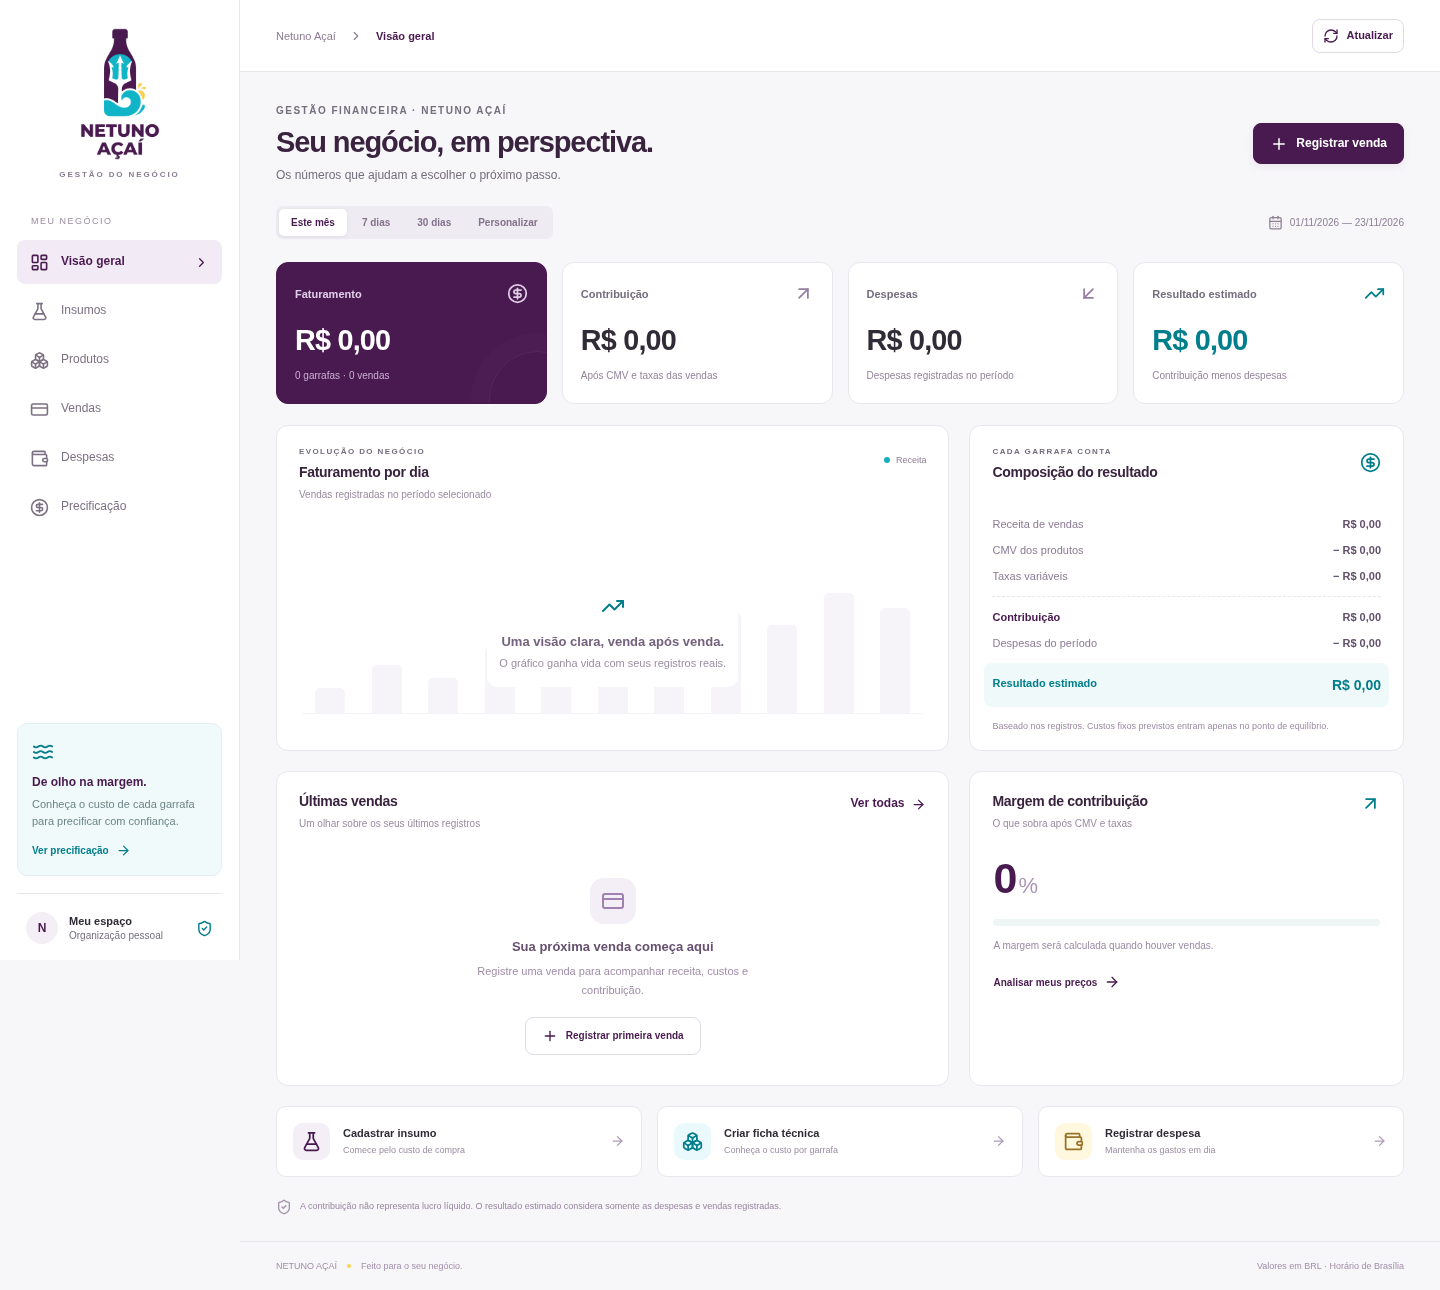 NETUNO
AÇAÍ
GESTÃO DO NEGÓCIO
MEU NEGÓCIO
Visão geral
Insumos
Produtos
Vendas
Despesas
Precificação
De olho na margem.
Conheça o custo de cada garrafa
para precificar com confiança.
Ver precificação
N
Meu espaço
Organização pessoal
Netuno Açaí
Visão geral
Atualizar
GESTÃO FINANCEIRA · NETUNO AÇAÍ
Seu negócio, em perspectiva.
Os números que ajudam a escolher o próximo passo.
Registrar venda
Este mês
7 dias
30 dias
Personalizar
01/11/2026 — 23/11/2026
Faturamento
R$ 0,00
0 garrafas · 0 vendas
Contribuição
R$ 0,00
Após CMV e taxas das vendas
Despesas
R$ 0,00
Despesas registradas no período
Resultado estimado
R$ 0,00
Contribuição menos despesas
EVOLUÇÃO DO NEGÓCIO
Faturamento por dia
Vendas registradas no período selecionado
Receita
Uma visão clara, venda após venda.
O gráfico ganha vida com seus registros reais.
CADA GARRAFA CONTA
Composição do resultado
Receita de vendas R$ 0,00
CMV dos produtos − R$ 0,00
Taxas variáveis − R$ 0,00
Contribuição R$ 0,00
Despesas do período − R$ 0,00
Resultado estimado R$ 0,00
Baseado nos registros. Custos fixos previstos entram apenas no ponto de equilíbrio.
Últimas vendas
Um olhar sobre os seus últimos registros
Ver todas
Sua próxima venda começa aqui
Registre uma venda para acompanhar receita, custos e
contribuição.
Registrar primeira venda
Margem de contribuição
O que sobra após CMV e taxas
0%
A margem será calculada quando houver vendas.
Analisar meus preços
Cadastrar insumo
Comece pelo custo de compra
Criar ficha técnica
Conheça o custo por garrafa
Registrar despesa
Mantenha os gastos em dia
A contribuição não representa lucro líquido. O resultado estimado considera somente as despesas e vendas registradas.
NETUNO AÇAÍ
Feito para o seu negócio.
Valores em BRL · Horário de Brasília